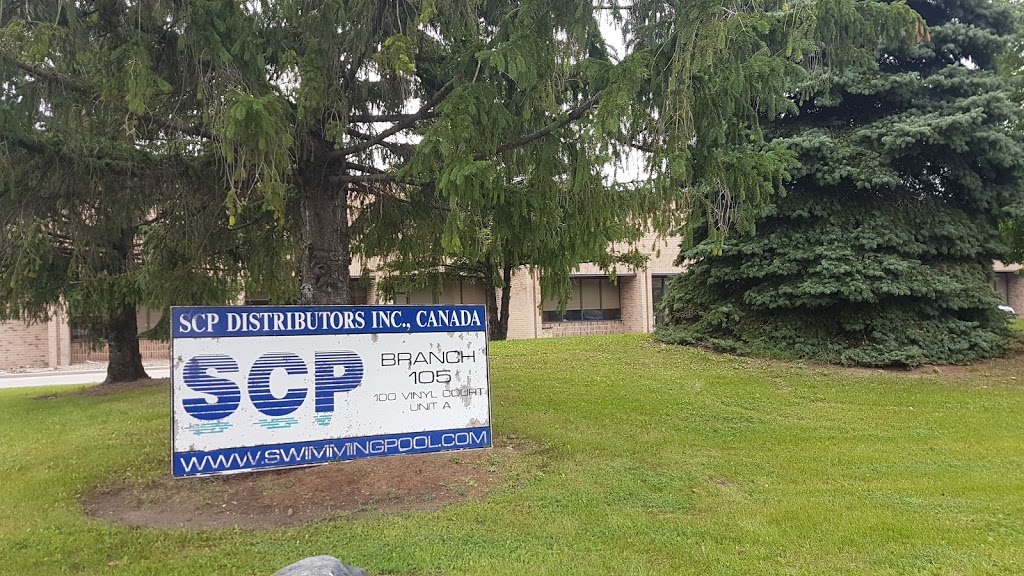 SCP DISTRIBUTORS INC., CANADA
SCP
BRANCH
105
100 VINYL COURT
UNIT A
WWW.SWIMMINGPOOL.COM